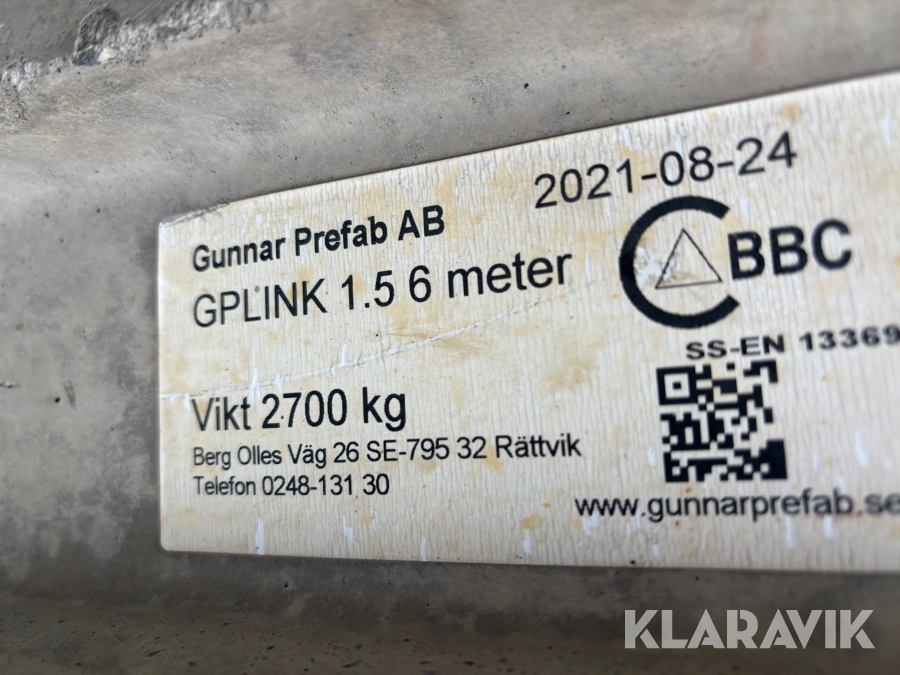 2021-08-24
Gunnar Prefab AB
GPLINK 1.5 6 meter
BBC
SS-EN 13369
Vikt 2700 kg
Berg Olles Väg 26 SE-795 32 Rättvik
Telefon 0248-131 30
www.gunnarprefab.se
KLARAVIK